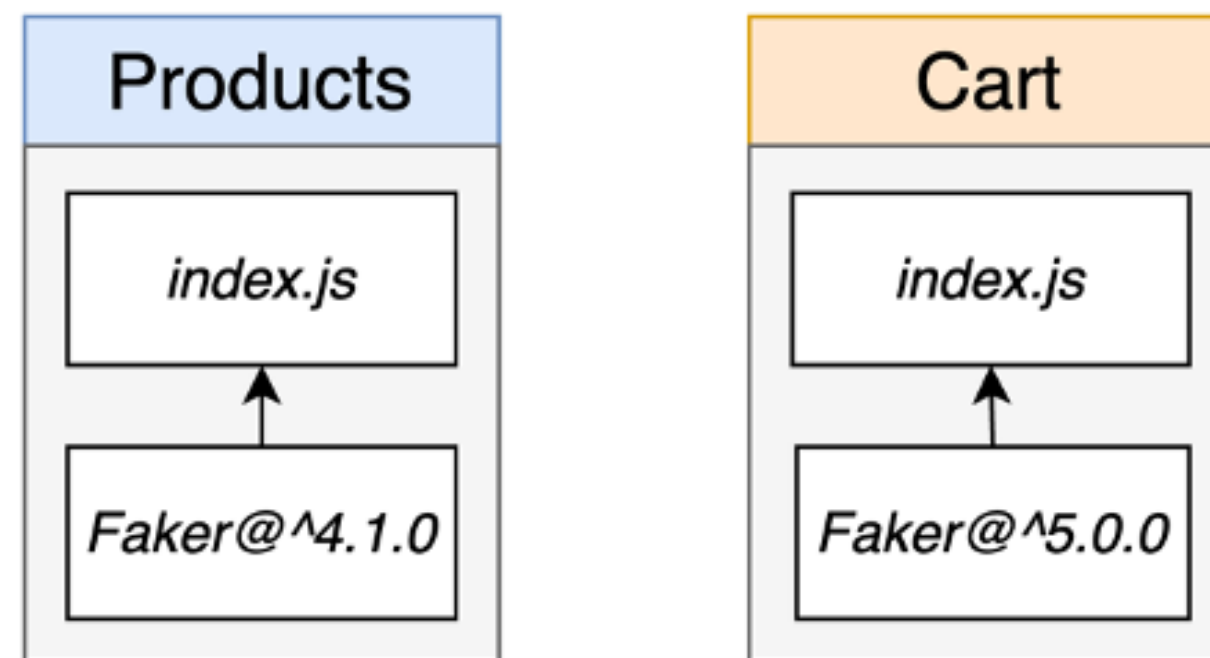 Products
index.js
Faker@^4.1.0
Cart
index.js
Faker@^5.0.0